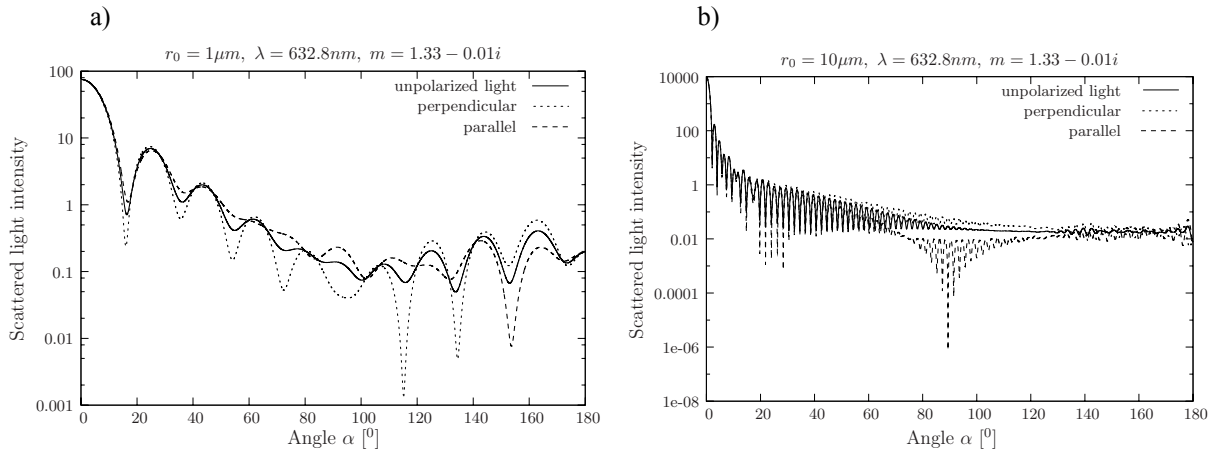 a)
r₀ = 1μm, λ = 632.8nm, m = 1.33 − 0.01i
unpolarized light
perpendicular
parallel
Scattered light intensity
100
10
1
0.1
0.01
0.001
0 20 40 60 80 100 120 140 160 180
Angle α [⁰]
b)
r₀ = 10μm, λ = 632.8nm, m = 1.33 − 0.01i
unpolarized light
perpendicular
parallel
Scattered light intensity
10000
100
1
0.01
0.0001
1e-06
1e-08
0 20 40 60 80 100 120 140 160 180
Angle α [⁰]